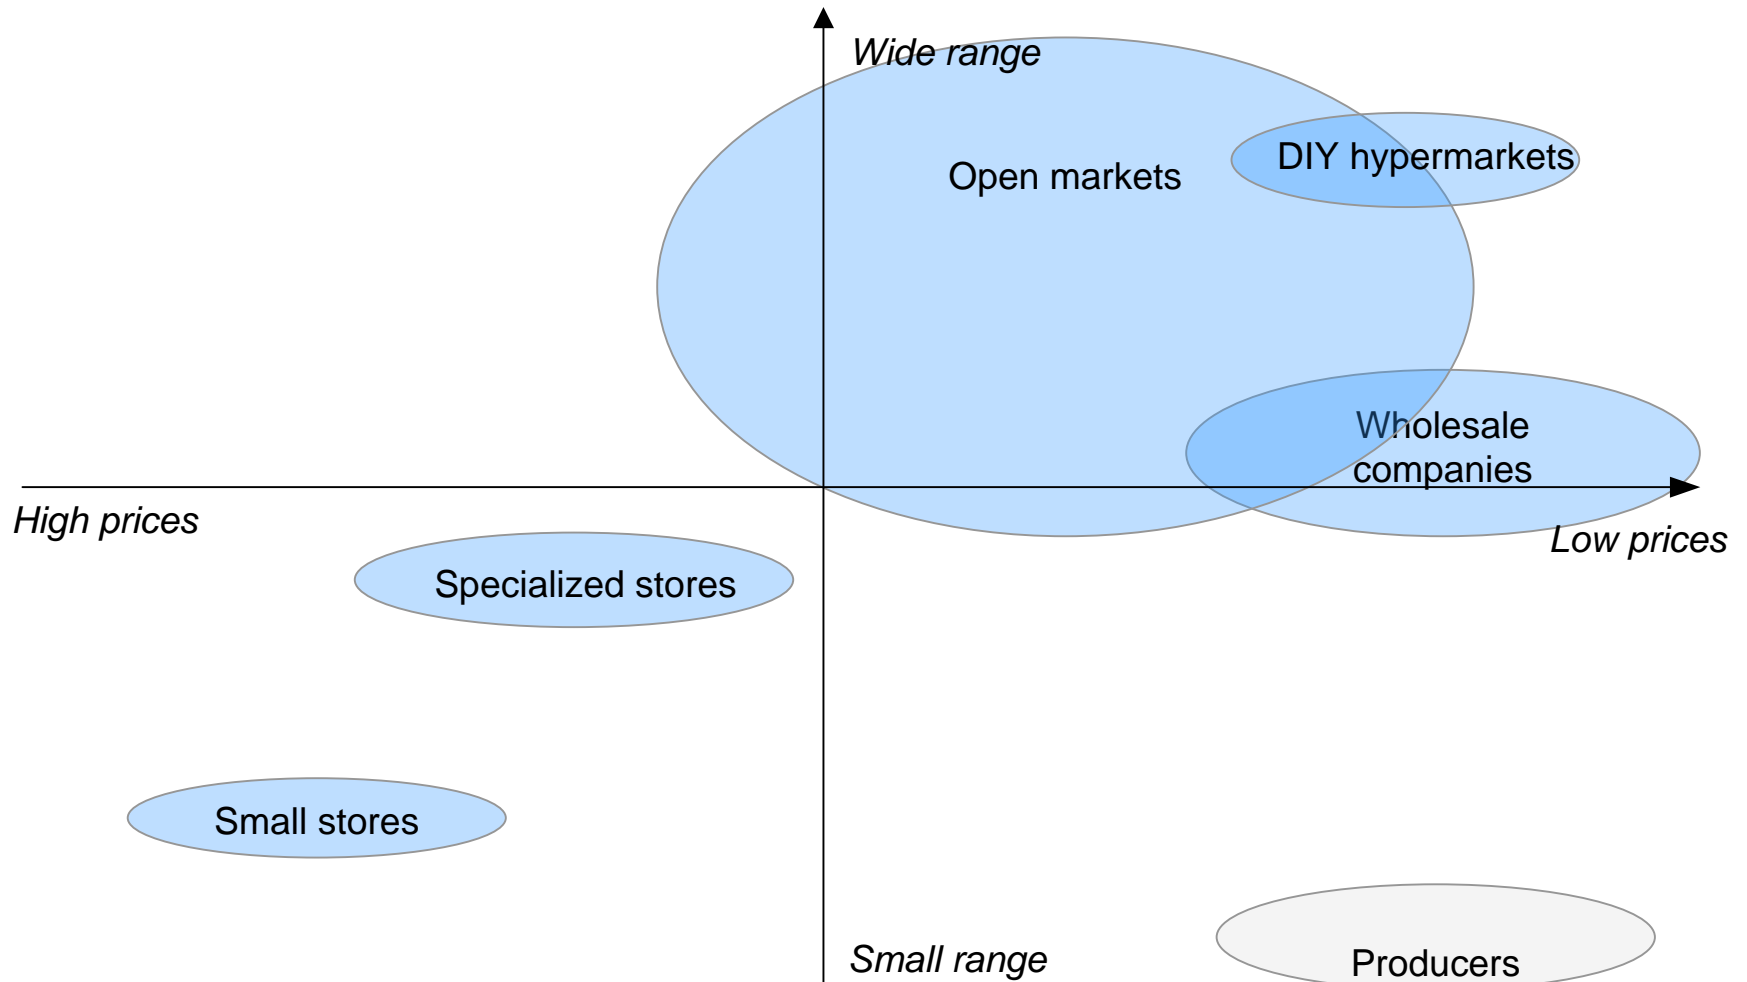 Wide range
Open markets
DIY hypermarkets
Wholesale
companies
High prices
Low prices
Specialized stores
Small stores
Small range
Producers